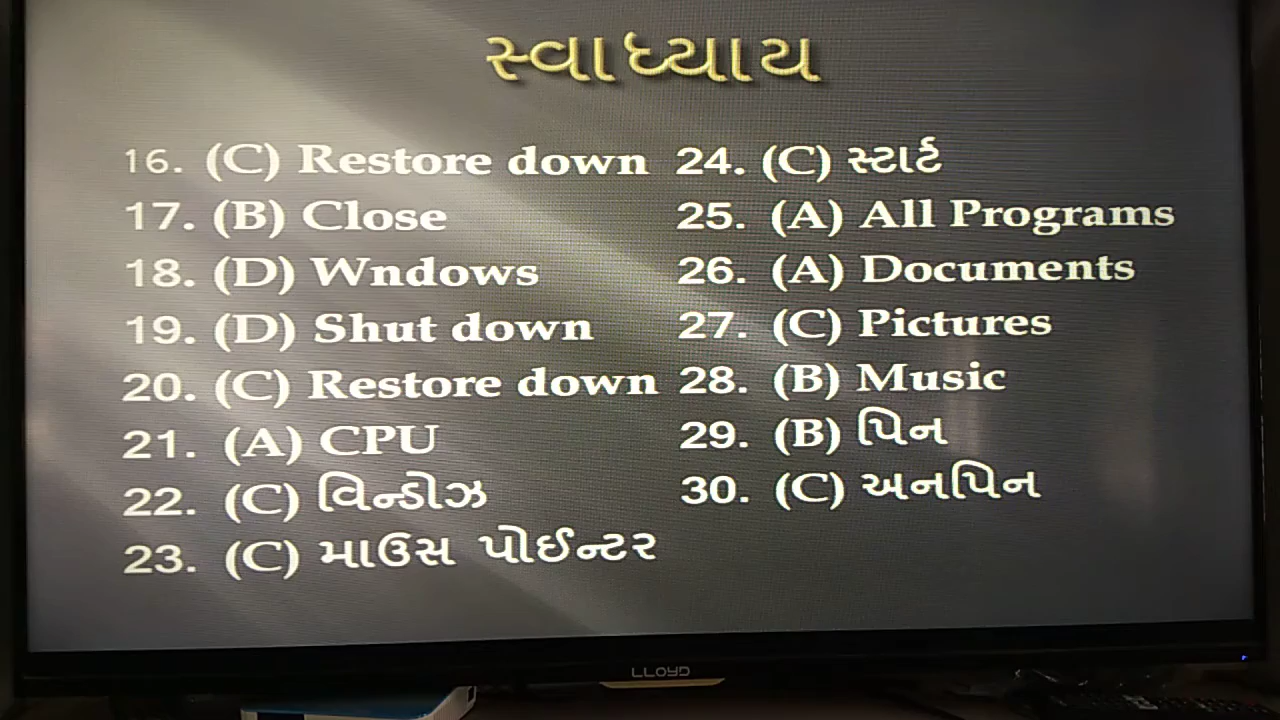 સ્વાધ્યાય
16. (C) Restore down
17. (B) Close
18. (D) Wndows
19. (D) Shut down
20. (C) Restore down
21. (A) CPU
22. (C) વિન્ડોઝ
23. (C) માઉસ પોઈન્ટર
24. (C) સ્ટાર્ટ
25. (A) All Programs
26. (A) Documents
27. (C) Pictures
28. (B) Music
29. (B) પિન
30. (C) અનપિન
LLOYD